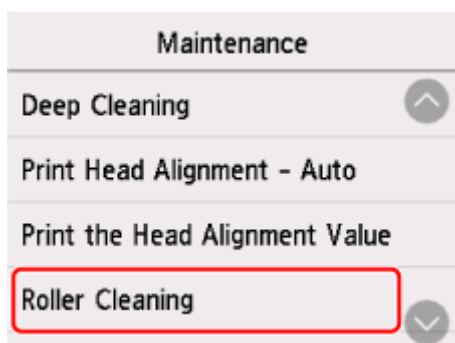 Maintenance
Deep Cleaning
Print Head Alignment - Auto
Print the Head Alignment Value
Roller Cleaning